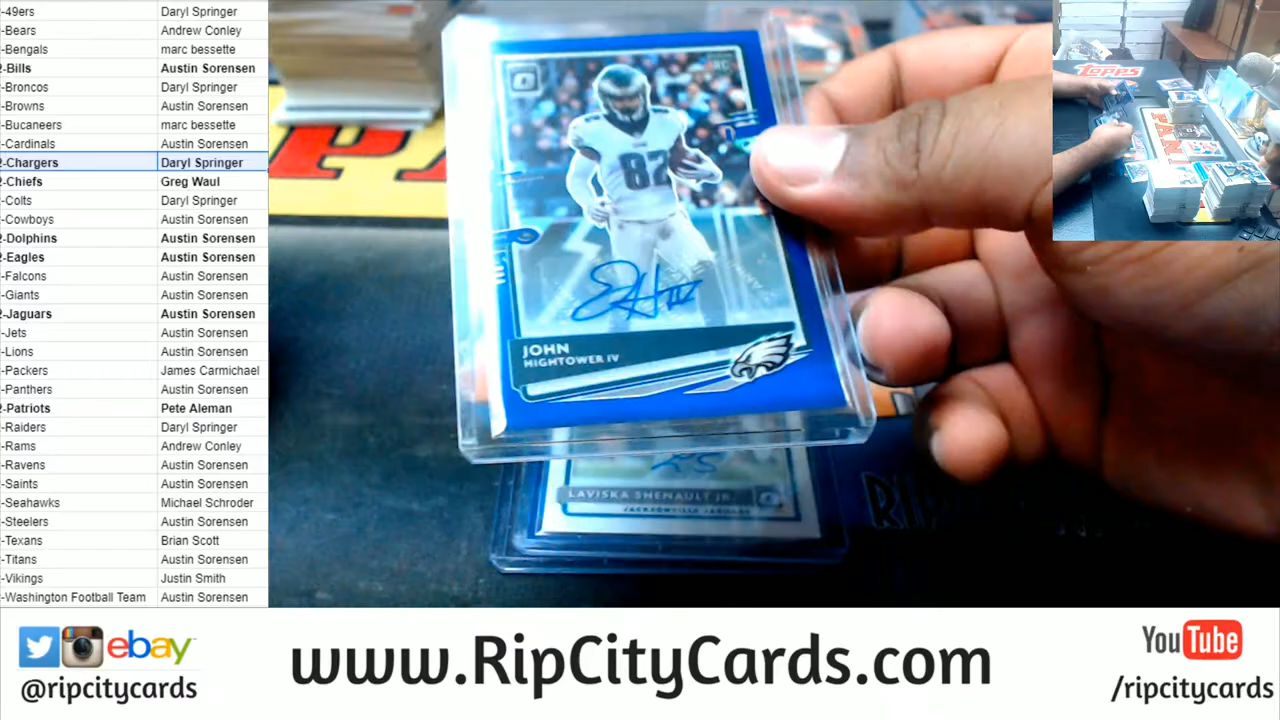 -49ers Daryl Springer
-Bears Andrew Conley
-Bengals marc bessette
2-Bills Austin Sorensen
-Broncos Daryl Springer
-Browns Austin Sorensen
-Bucaneers marc bessette
-Cardinals Austin Sorensen
2-Chargers Daryl Springer
2-Chiefs Greg Waul
-Colts Daryl Springer
-Cowboys Austin Sorensen
2-Dolphins Austin Sorensen
2-Eagles Austin Sorensen
-Falcons Austin Sorensen
-Giants Austin Sorensen
2-Jaguars Austin Sorensen
-Jets Austin Sorensen
-Lions Austin Sorensen
-Packers James Carmichael
-Panthers Austin Sorensen
2-Patriots Pete Aleman
-Raiders Daryl Springer
-Rams Andrew Conley
-Ravens Austin Sorensen
-Saints Austin Sorensen
-Seahawks Michael Schroder
-Steelers Austin Sorensen
-Texans Brian Scott
-Titans Austin Sorensen
-Vikings Justin Smith
-Washington Football Team Austin Sorensen
RC
82
JOHN
HIGHTOWER IV
LAVISKA SHENAULT JR.
JACKSONVILLE JAGUARS
topps
ebay
@ripcitycards
www.RipCityCards.com
YouTube
/ripcitycards